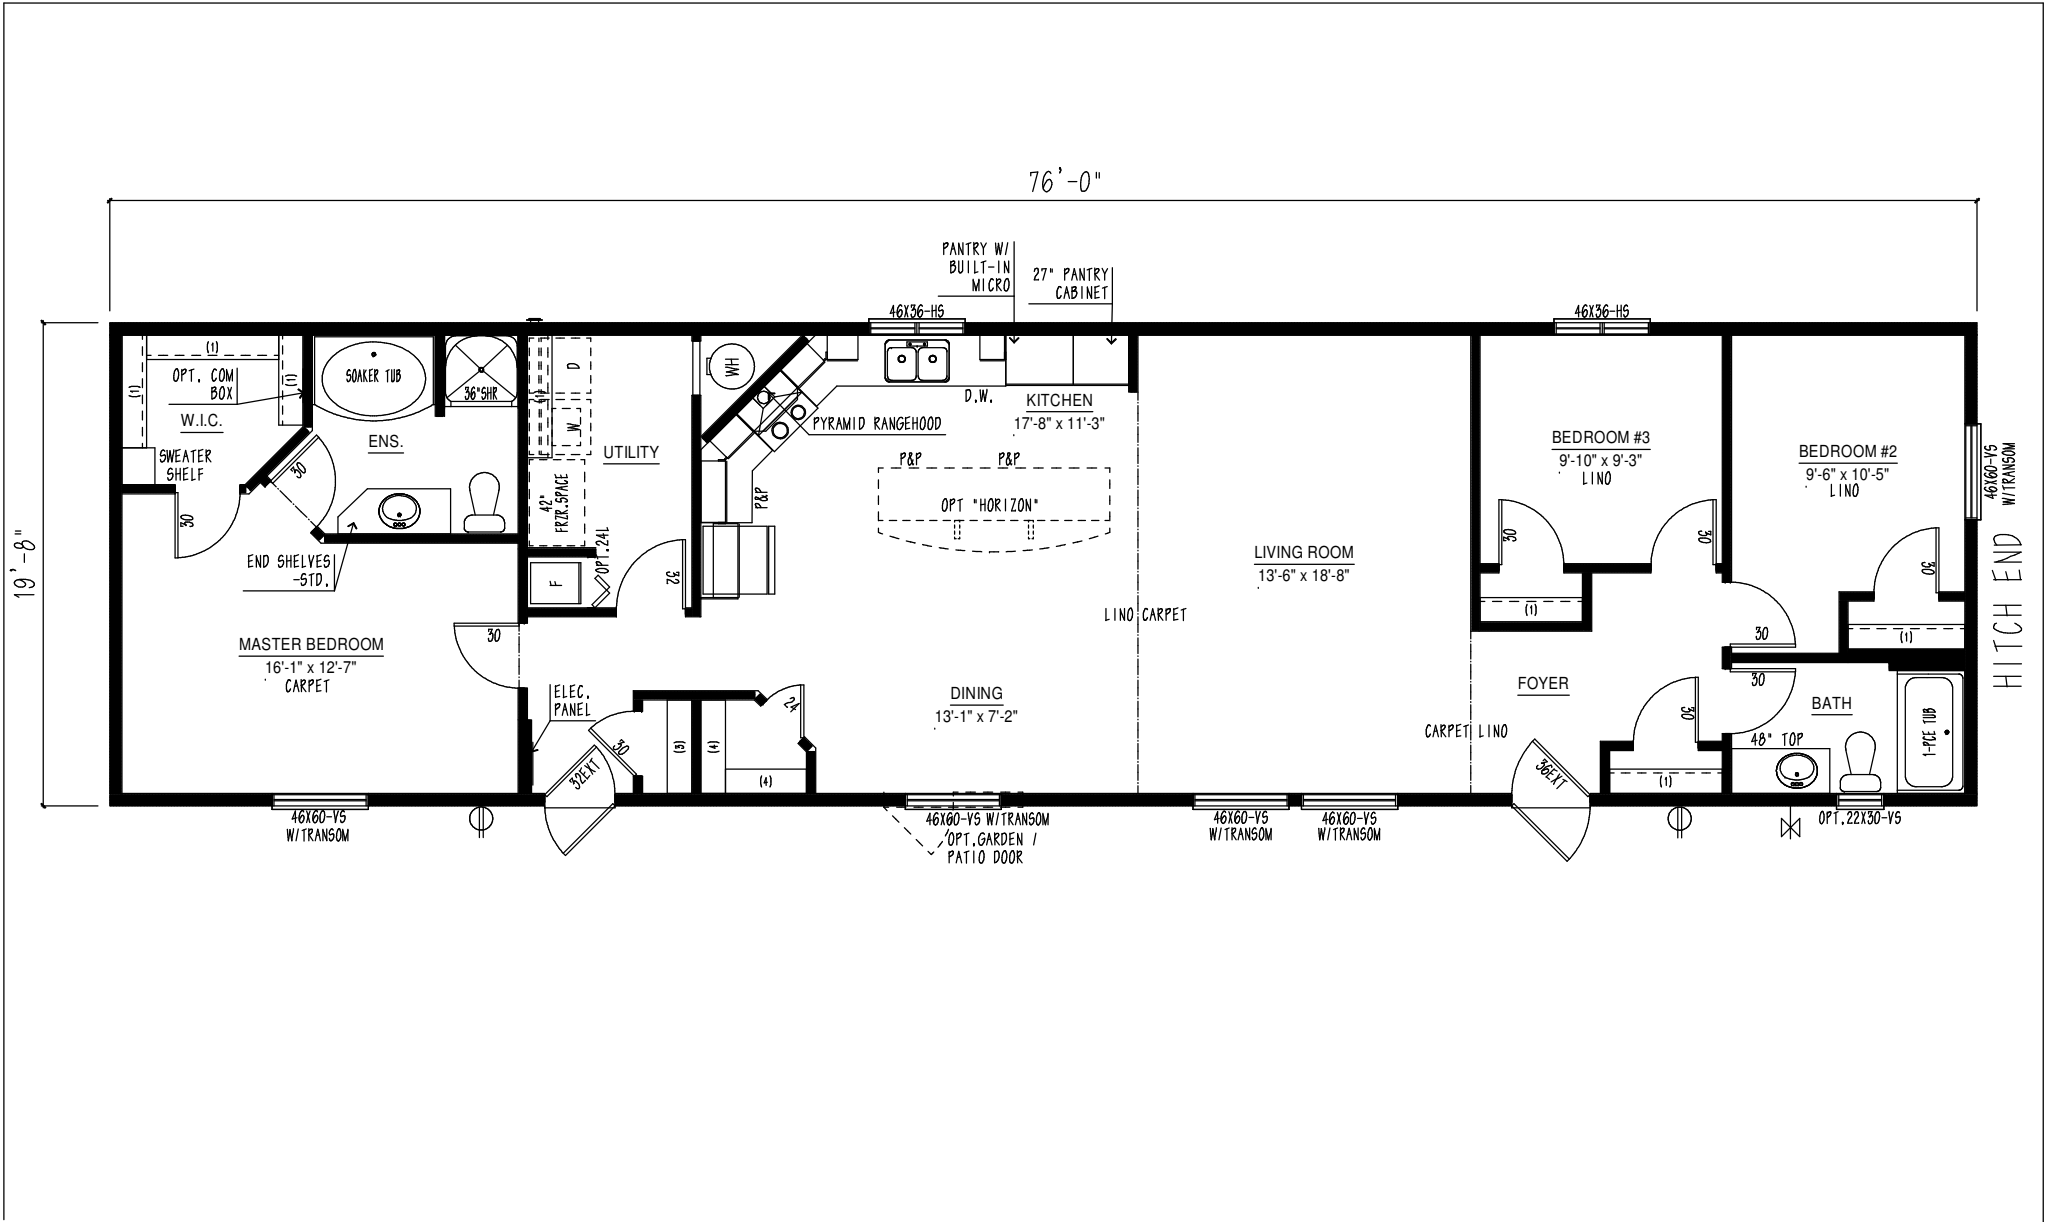 76'-0"
PANTRY W/
BUILT-IN
MICRO
27" PANTRY
CABINET
46X36-HS
46X36-HS
(1)
(1)
(1)
OPT. COM
BOX
W.I.C.
SWEATER
SHELF
30
SOAKER TUB
36"SHR
ENS.
30
END SHELVES
-STD.
D
(1)
W
42"
FRZR.SPACE
UTILITY
OPT.24L
F
32
WH
PYRAMID RANGEHOOD
D.W.
KITCHEN
17'-8" x 11'-3"
P&P
P&P
P&P
OPT "HORIZON"
LIVING ROOM
13'-6" x 18'-8"
LINO CARPET
BEDROOM #3
9'-10" x 9'-3"
LINO
30
30
(1)
BEDROOM #2
9'-6" x 10'-5"
LINO
30
(1)
46X60-VS
W/TRANSOM
HITCH END
19'-8"
MASTER BEDROOM
16'-1" x 12'-7"
CARPET
30
ELEC.
PANEL
30
32EXT
(3)
(4)
(4)
24
DINING
13'-1" x 7'-2"
FOYER
CARPET LINO
36EXT
30
(1)
30
30
BATH
48" TOP
1-PCE TUB
46X60-VS
W/TRANSOM
46X60-VS W/TRANSOM
OPT.GARDEN /
PATIO DOOR
46X60-VS
W/TRANSOM
46X60-VS
W/TRANSOM
OPT.22X30-VS